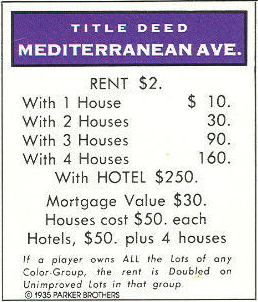 TITLE DEED
MEDITERRANEAN AVE.
RENT $2.
With 1 House $ 10.
With 2 Houses 30.
With 3 Houses 90.
With 4 Houses 160.
With HOTEL $250.
Mortgage Value $30.
Houses cost $50. each
Hotels, $50. plus 4 houses
If a player owns ALL the Lots of any
Color-Group, the rent is Doubled on
Unimproved Lots in that group.
© 1935 PARKER BROTHERS